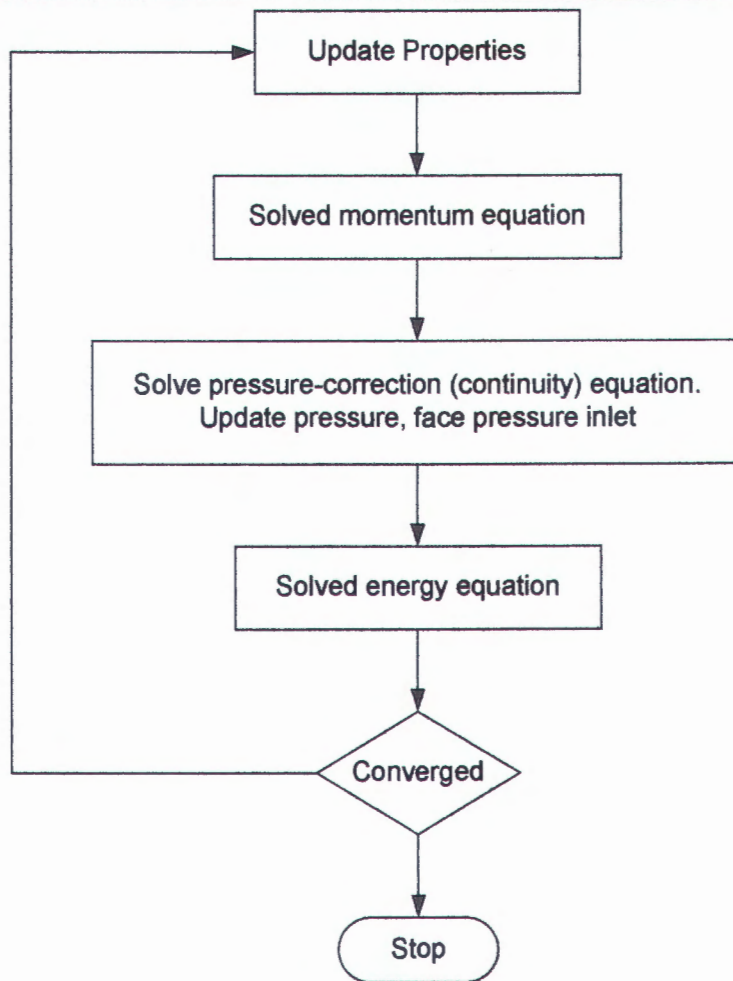 Update Properties
Solved momentum equation
Solve pressure-correction (continuity) equation.
Update pressure, face pressure inlet
Solved energy equation
Converged
Stop